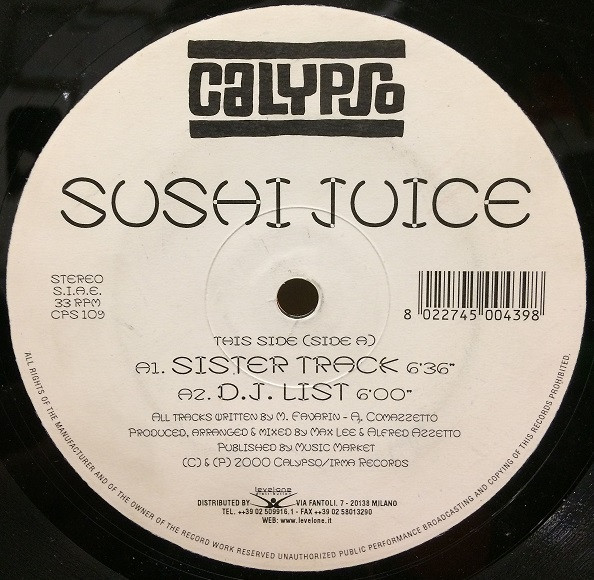 CaLYPSo
SUSHI JUICE
STEREO
S.I.A.E.
33 RPM
CPS 109
8 022745 004398
THIS SIDE (SIDE A)
A1. SISTER TRACK 6'36"
A2. D.J. LIST 6'00"
ALL TRACKS WRITTEN BY M. FAVARIN - A. COMAZZETTO
PRODUCED, ARRANGED & MIXED BY MAX LEE & ALFRED AZZETTO
PUBLISHED BY MUSIC MARKET
(C) & (P) 2000 CALYPSO/IRMA RECORDS
levelone
distribution
DISTRIBUTED BY VIA FANTOLI, 7 - 20138 MILANO
TEL. ++39 02 509916.1 - FAX ++39 02 58013290
WEB: www.levelone.it
ALL RIGHTS OF THE MANUFACTURER AND OF THE OWNER OF THE RECORD WORK RESERVED UNAUTHORIZED PUBLIC PERFORMANCE BROADCASTING AND COPYING OF THIS RECORDS PROHIBITED.